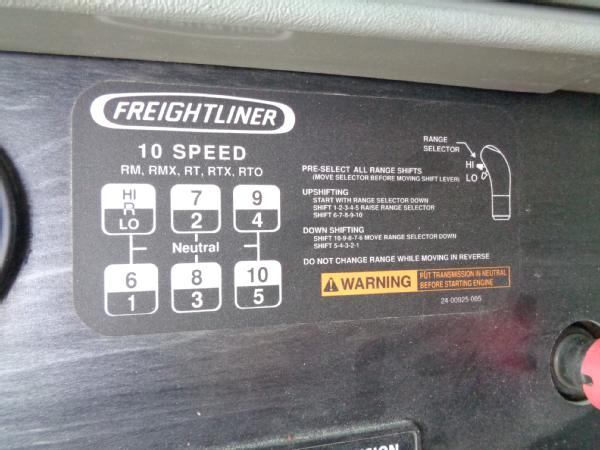 FREIGHTLINER
10 SPEED
RM, RMX, RT, RTX, RTO
HI
R
LO
7
2
9
4
Neutral
6
1
8
3
10
5
RANGE
SELECTOR
HI
LO
PRE-SELECT ALL RANGE SHIFTS
(MOVE SELECTOR BEFORE MOVING SHIFT LEVER)
UPSHIFTING
START WITH RANGE SELECTOR DOWN
SHIFT 1-2-3-4-5 RAISE RANGE SELECTOR
SHIFT 6-7-8-9-10
DOWN SHIFTING
SHIFT 10-9-8-7-6 MOVE RANGE SELECTOR DOWN
SHIFT 5-4-3-2-1
DO NOT CHANGE RANGE WHILE MOVING IN REVERSE
WARNING
PUT TRANSMISSION IN NEUTRAL
BEFORE STARTING ENGINE
24-00925-005